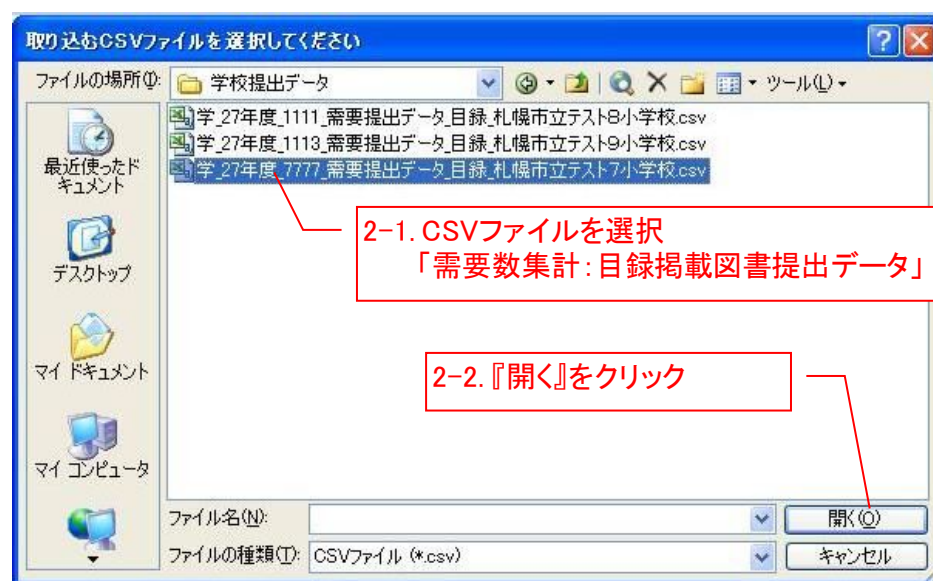 取り込むCSVファイルを選択してください
ファイルの場所(I):
学校提出データ
ツール(L)
学_27年度_1111_需要提出データ_目録_札幌市立テスト8小学校.csv
学_27年度_1113_需要提出データ_目録_札幌市立テスト9小学校.csv
学_27年度_7777_需要提出データ_目録_札幌市立テスト7小学校.csv
最近使ったド
キュメント
デスクトップ
マイ ドキュメント
マイ コンピュータ
2-1.CSVファイルを選択
「需要数集計:目録掲載図書提出データ」
2-2.『開く』をクリック
ファイル名(N):
開く(O)
ファイルの種類(T):
CSVファイル (*.csv)
キャンセル